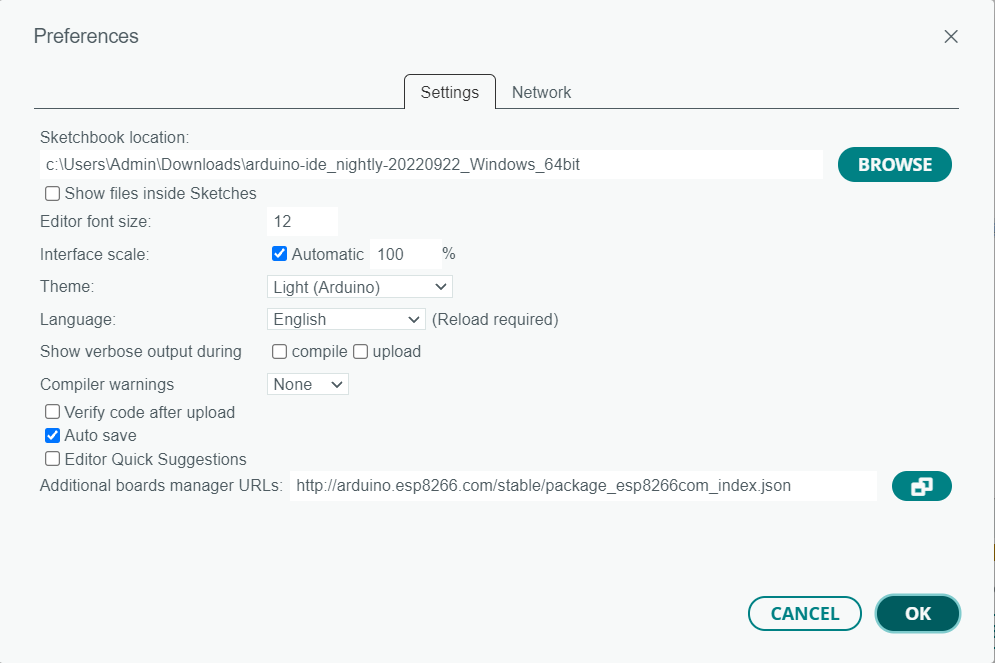 Preferences
Settings Network
Sketchbook location:
c:\Users\Admin\Downloads\arduino-ide_nightly-20220922_Windows_64bit BROWSE
Show files inside Sketches
Editor font size: 12
Interface scale: Automatic 100 %
Theme: Light (Arduino)
Language: English (Reload required)
Show verbose output during compile upload
Compiler warnings None
Verify code after upload
Auto save
Editor Quick Suggestions
Additional boards manager URLs: http://arduino.esp8266.com/stable/package_esp8266com_index.json
CANCEL OK